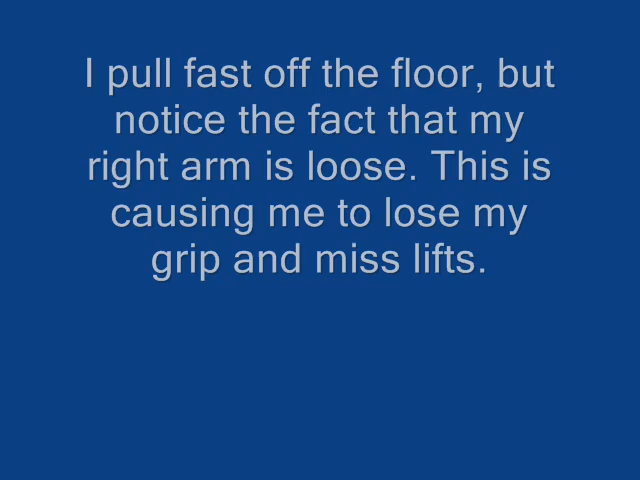 I pull fast off the floor, but
notice the fact that my
right arm is loose. This is
causing me to lose my
grip and miss lifts.